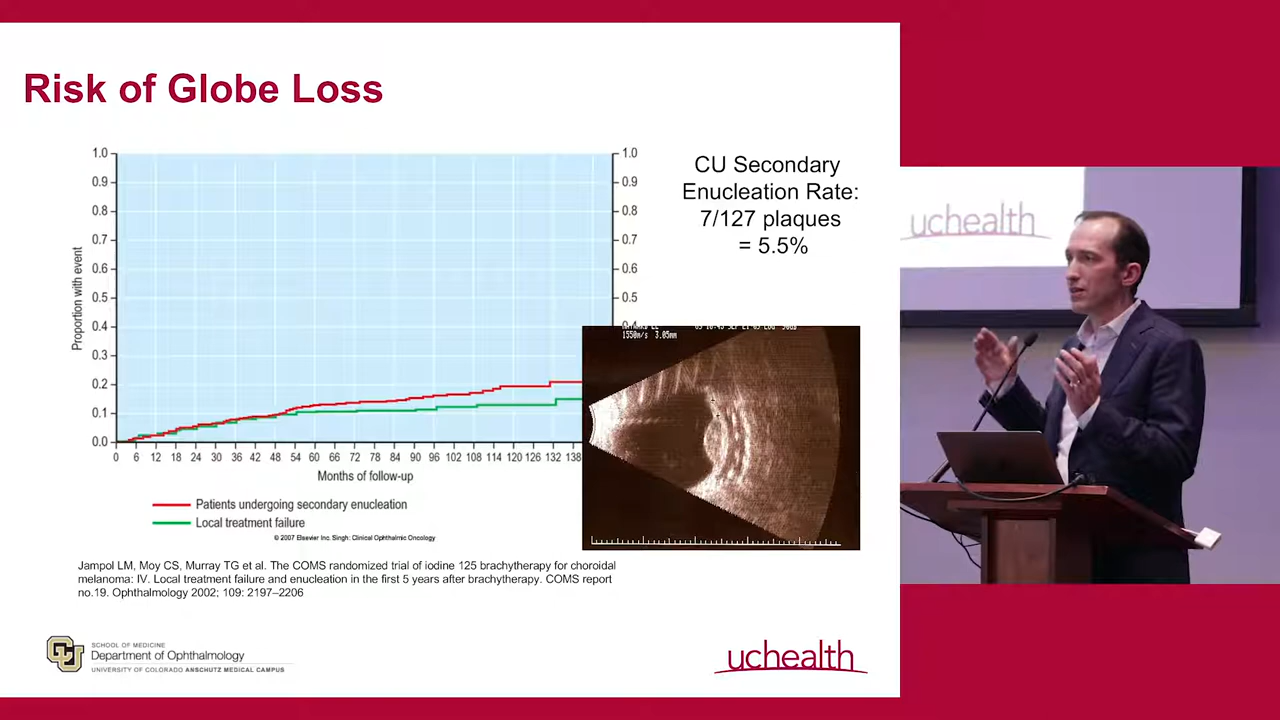 Risk of Globe Loss
1.0
0.9
0.8
0.7
0.6
0.5
0.4
0.3
0.2
0.1
0.0
1.0
0.9
0.8
0.7
0.6
0.5
Proportion with event
0 6 12 18 24 30 36 42 48 54 60 66 72 78 84 90 96 102 108 114 120 126 132 138
Months of follow-up
Patients undergoing secondary enucleation
Local treatment failure
© 2007 Elsevier Inc. Singh: Clinical Ophthalmic Oncology
CU Secondary
Enucleation Rate:
7/127 plaques
= 5.5%
1550m/s 3.05mm
Jampol LM, Moy CS, Murray TG et al. The COMS randomized trial of iodine 125 brachytherapy for choroidal
melanoma: IV. Local treatment failure and enucleation in the first 5 years after brachytherapy. COMS report
no.19. Ophthalmology 2002; 109: 2197–2206
CU
SCHOOL OF MEDICINE
Department of Ophthalmology
UNIVERSITY OF COLORADO ANSCHUTZ MEDICAL CAMPUS
uchealth
uchealth